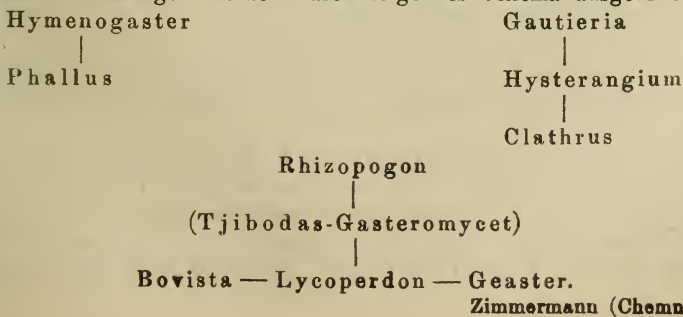 Hymenogaster Gautieria
Phallus Hysterangium
Clathrus
Rhizopogon
(Tjibodas-Gasteromycet)
Bovista — Lycoperdon — Geaster.
Zimmermann (Chemn